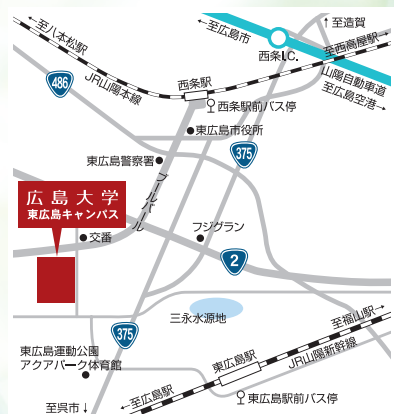 ←至広島市
↑至造賀
←至八本松駅
西条I.C.
至西高屋駅→
486
JR山陽本線
西条駅
山陽自動車道
至広島空港→
西条駅前バス停
東広島市役所
375
東広島警察署
ブールバール
広島大学
東広島キャンパス
交番
フジグラン
2
三永水源地
375
至福山駅→
東広島運動公園
アクアパーク体育館
東広島駅
JR山陽新幹線
←至広島駅
東広島駅前バス停
至呉市↓